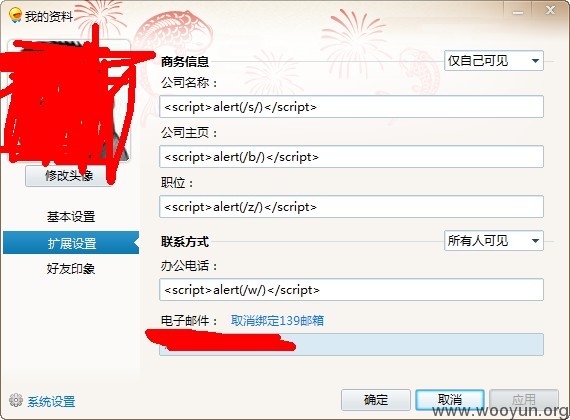 我的资料
商务信息
仅自己可见
公司名称：
<script>alert(/s/)</script>
公司主页：
<script>alert(/b/)</script>
修改头像
职位：
<script>alert(/z/)</script>
基本设置
扩展设置
好友印象
联系方式
所有人可见
办公电话：
<script>alert(/w/)</script>
电子邮件： 取消绑定139邮箱
系统设置
确定
取消
应用
www.wooyun.org